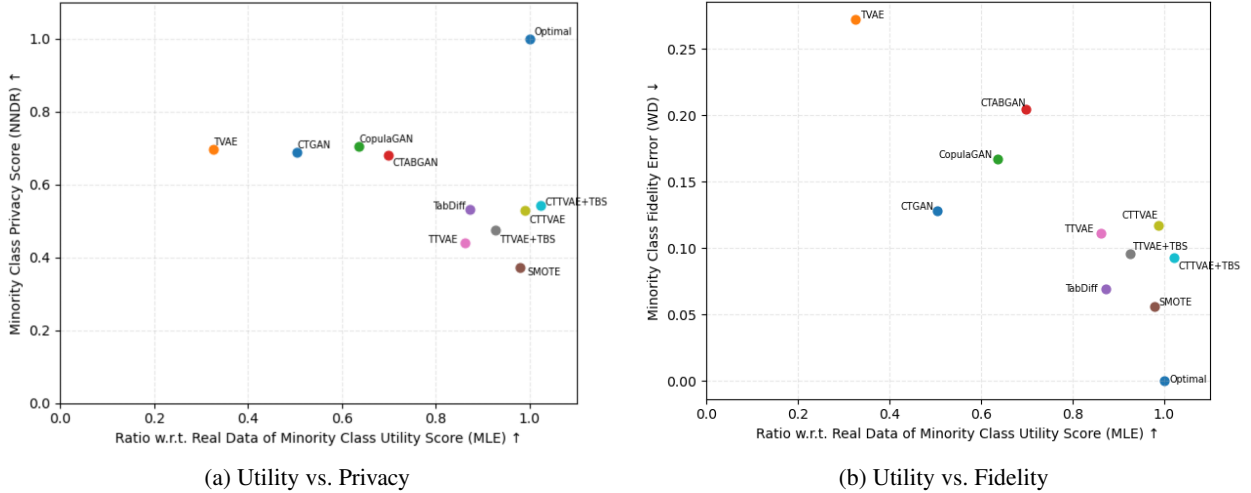 Minority Class Privacy Score (NNDR) ↑
1.0
0.8
0.6
0.4
0.2
0.0
Optimal
TVAE
CTGAN
CopulaGAN
CTABGAN
TabDiff
CTTVAE+TBS
CTTVAE
TTVAE
TTVAE+TBS
SMOTE
0.0 0.2 0.4 0.6 0.8 1.0
Ratio w.r.t. Real Data of Minority Class Utility Score (MLE) ↑
(a) Utility vs. Privacy
Minority Class Fidelity Error (WD) ↓
0.25
0.20
0.15
0.10
0.05
0.00
TVAE
CTABGAN
CopulaGAN
CTGAN
CTTVAE
TTVAE
TTVAE+TBS
CTTVAE+TBS
TabDiff
SMOTE
Optimal
0.0 0.2 0.4 0.6 0.8 1.0
Ratio w.r.t. Real Data of Minority Class Utility Score (MLE) ↑
(b) Utility vs. Fidelity